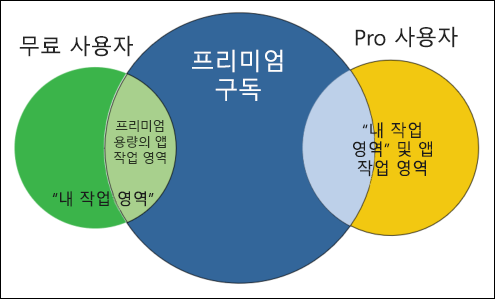 무료 사용자
프리미엄
구독
Pro 사용자
프리미엄
용량의 앱
작업 영역
“내 작업 영역”
“내 작업
영역” 및 앱
작업 영역